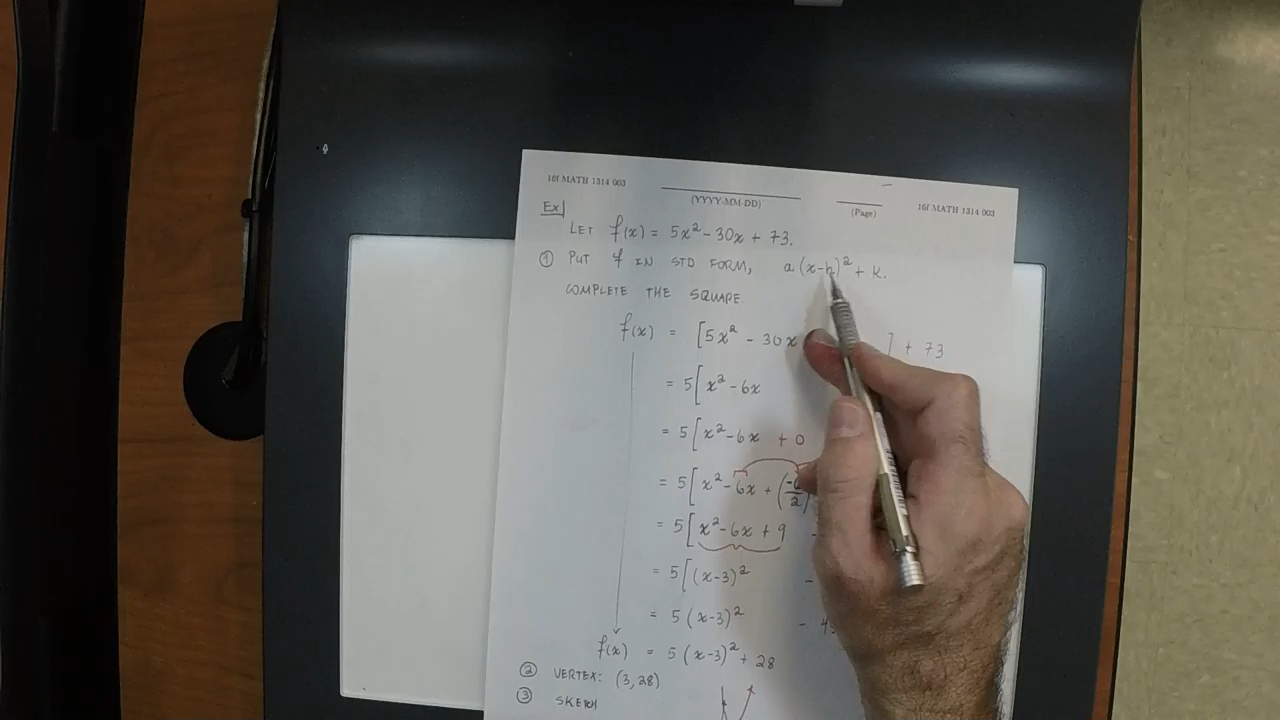 16f MATH 1314 003
(YYYY-MM-DD)
(Page)
16f MATH 1314 003
Ex
LET f(x) = 5x² - 30x + 73.
① PUT f IN STD FORM, a(x-h)² + k.
COMPLETE THE SQUARE
f(x) = [5x² - 30x ] + 73
= 5[x² - 6x
= 5[x² - 6x + 0
= 5[x² - 6x + (-6/2)
= 5[x² - 6x + 9 -
= 5[(x-3)² -
= 5(x-3)² - 45
f(x) = 5(x-3)² + 28
② VERTEX: (3,28)
③ SKETCH